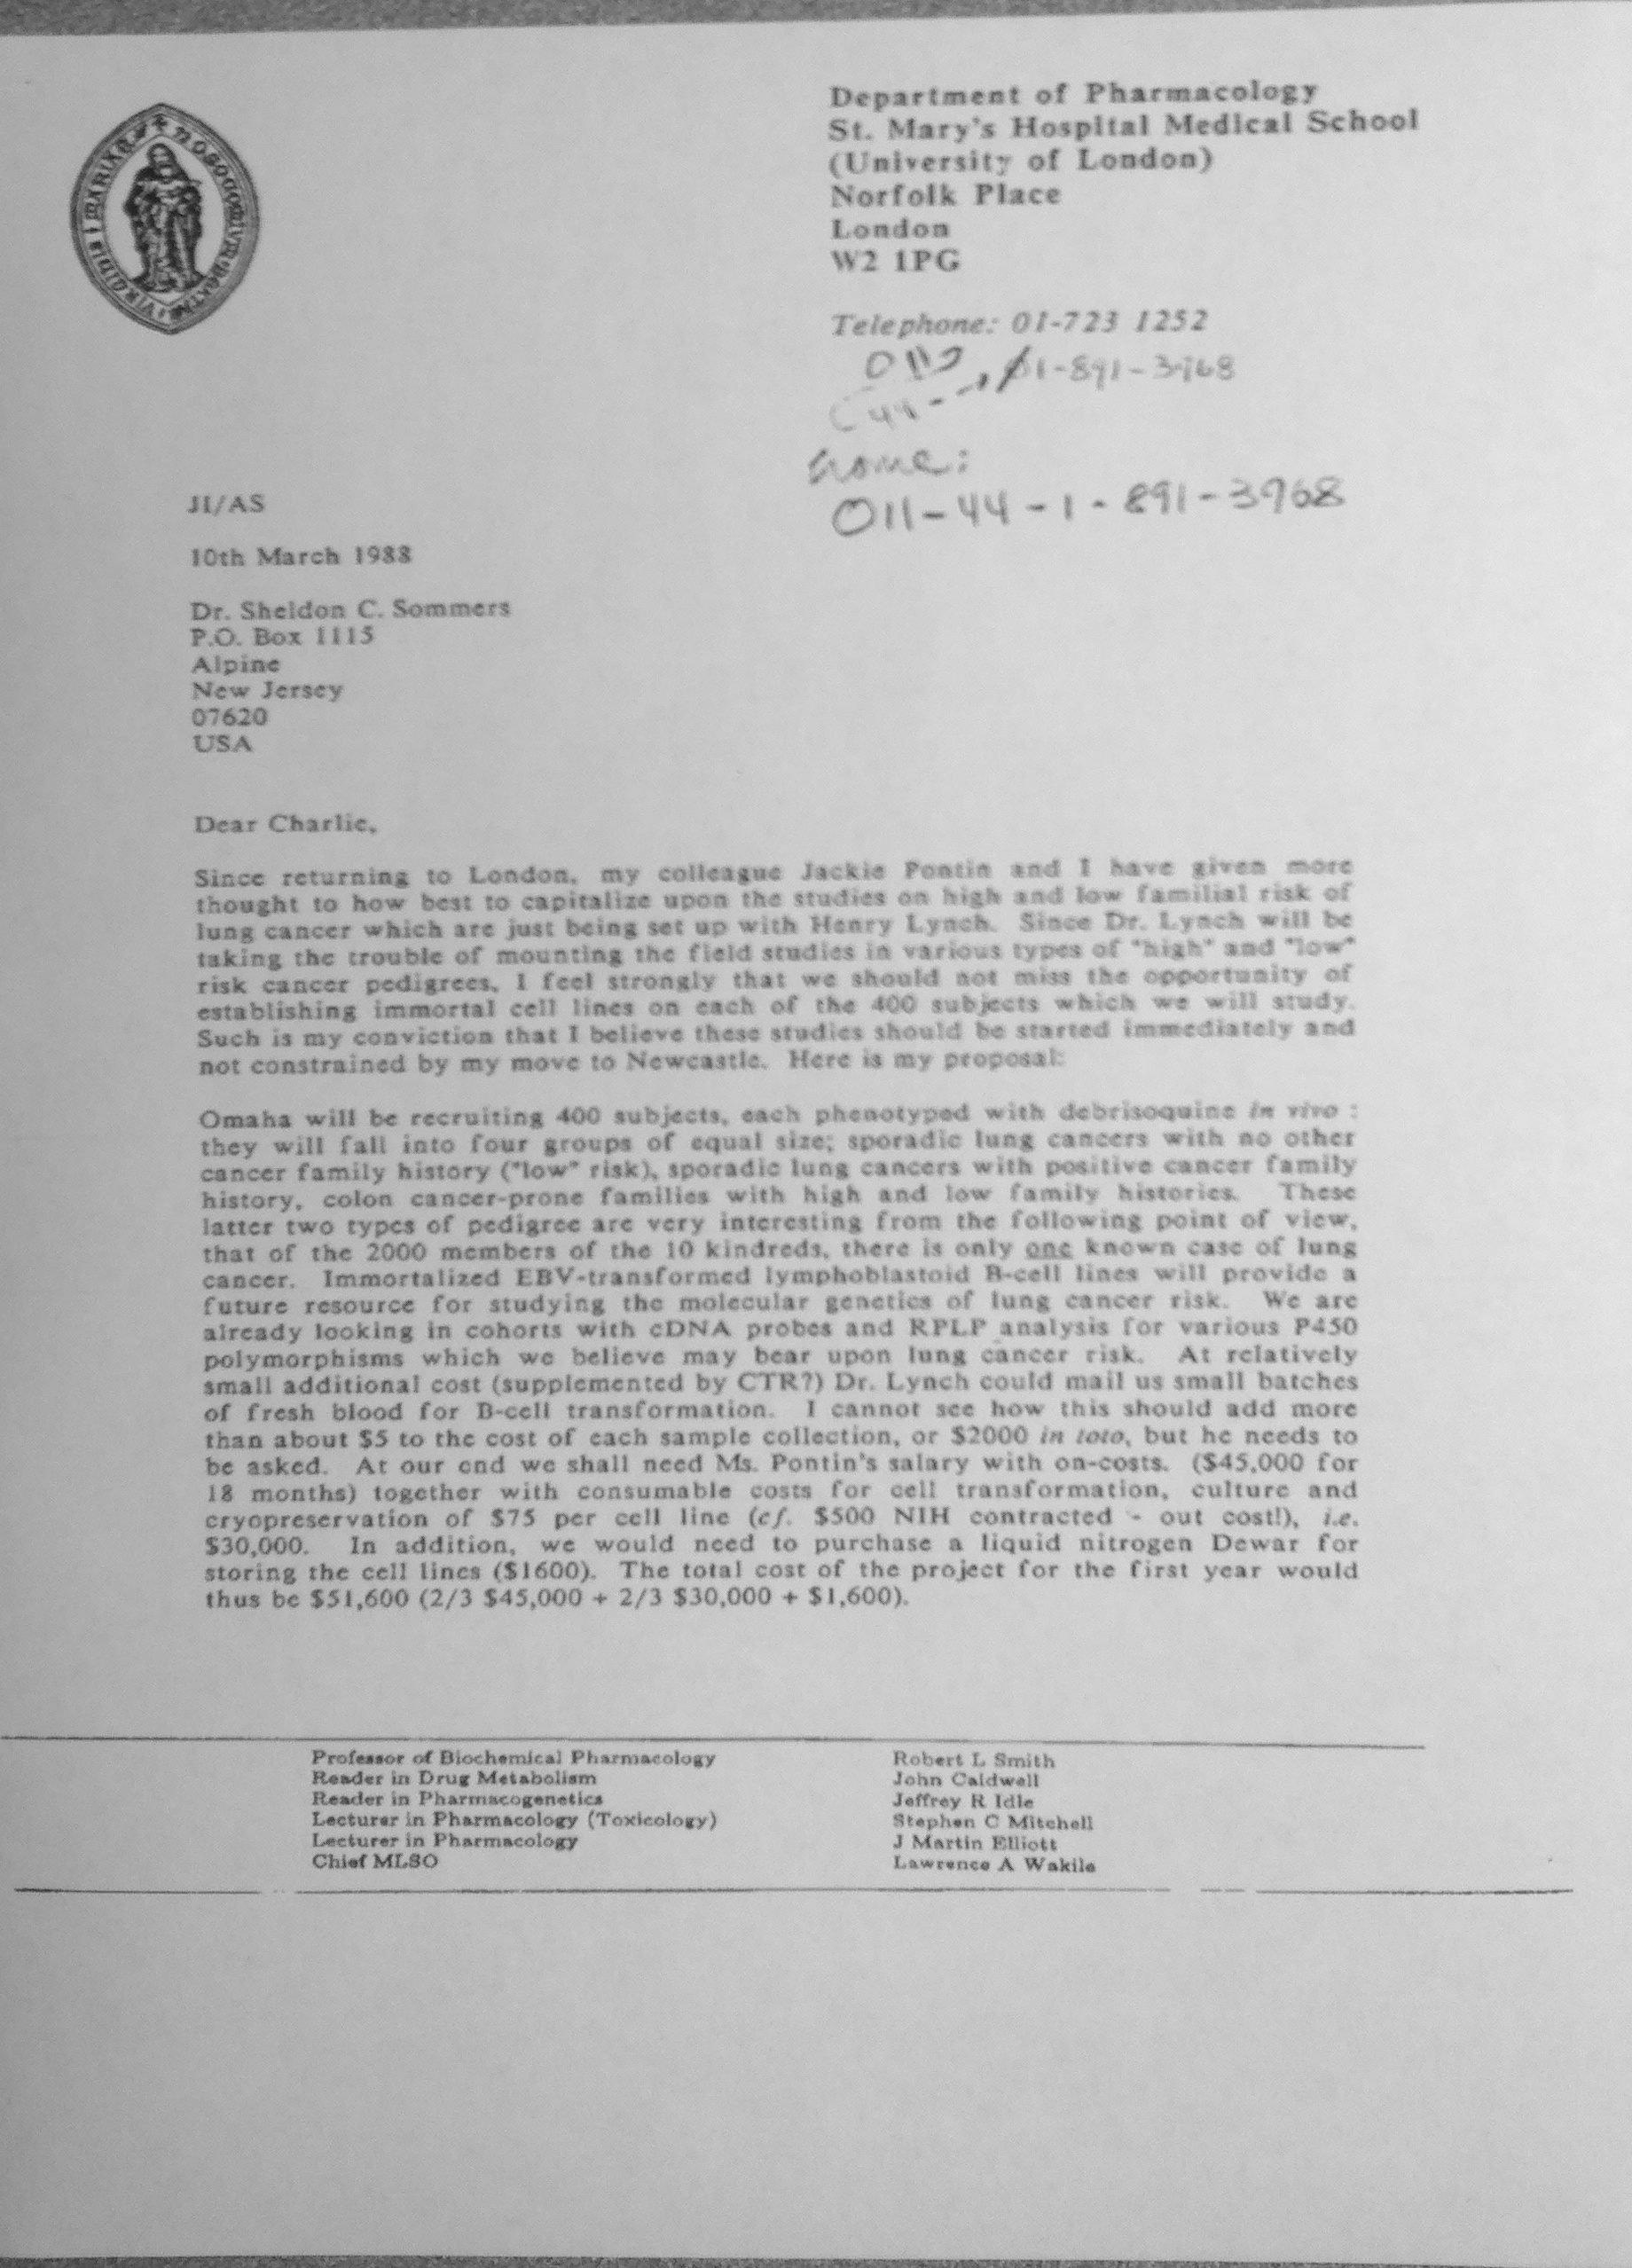 Department of Pharmacology
St. Mary's Hospital Medical School
(University of London)
Norfolk Place
London
W2 1PG
Telephone: 01-723 1252
011
01-891-3968
(44-
home:
011-44-1-891-3968
JI/AS
10th March 1988
Dr. Sheldon C. Sommers
P.O. Box 1115
Alpine
New Jersey
07620
USA
Dear Charlie,
Since returning to London, my colleague Jackie Pontin and I have given more
thought to how best to capitalize upon the studies on high and low familial risk of
lung cancer which are just being set up with Henry Lynch. Since Dr. Lynch will be
taking the trouble of mounting the field studies in various types of "high" and "low"
risk cancer pedigrees, I feel strongly that we should not miss the opportunity of
establishing immortal cell lines on each of the 400 subjects which we will study.
Such is my conviction that I believe these studies should be started immediately and
not constrained by my move to Newcastle. Here is my proposal:
Omaha will be recruiting 400 subjects, each phenotyped with debrisoquine in vivo :
they will fall into four groups of equal size; sporadic lung cancers with no other
cancer family history ("low" risk), sporadic lung cancers with positive cancer family
history, colon cancer-prone families with high and low family histories. These
latter two types of pedigree are very interesting from the following point of view,
that of the 2000 members of the 10 kindreds, there is only one known case of lung
cancer. Immortalized EBV-transformed lymphoblastoid B-cell lines will provide a
future resource for studying the molecular genetics of lung cancer risk. We are
already looking in cohorts with cDNA probes and RPLP analysis for various P450
polymorphisms which we believe may bear upon lung cancer risk. At relatively
small additional cost (supplemented by CTR?) Dr. Lynch could mail us small batches
of fresh blood for B-cell transformation. I cannot see how this should add more
than about $5 to the cost of each sample collection, or $2000 in toto, but he needs to
be asked. At our end we shall need Ms. Pontin's salary with on-costs. ($45,000 for
18 months) together with consumable costs for cell transformation, culture and
cryopreservation of $75 per cell line (cf. $500 NIH contracted - out cost!), i.e.
$30,000. In addition, we would need to purchase a liquid nitrogen Dewar for
storing the cell lines ($1600). The total cost of the project for the first year would
thus be $51,600 (2/3 $45,000 + 2/3 $30,000 + $1,600).
Professor of Biochemical Pharmacology Robert L Smith
Reader in Drug Metabolism John Caldwell
Reader in Pharmacogenetics Jeffrey R Idle
Lecturer in Pharmacology (Toxicology) Stephen C Mitchell
Lecturer in Pharmacology J Martin Elliott
Chief MLSO Lawrence A Wakile